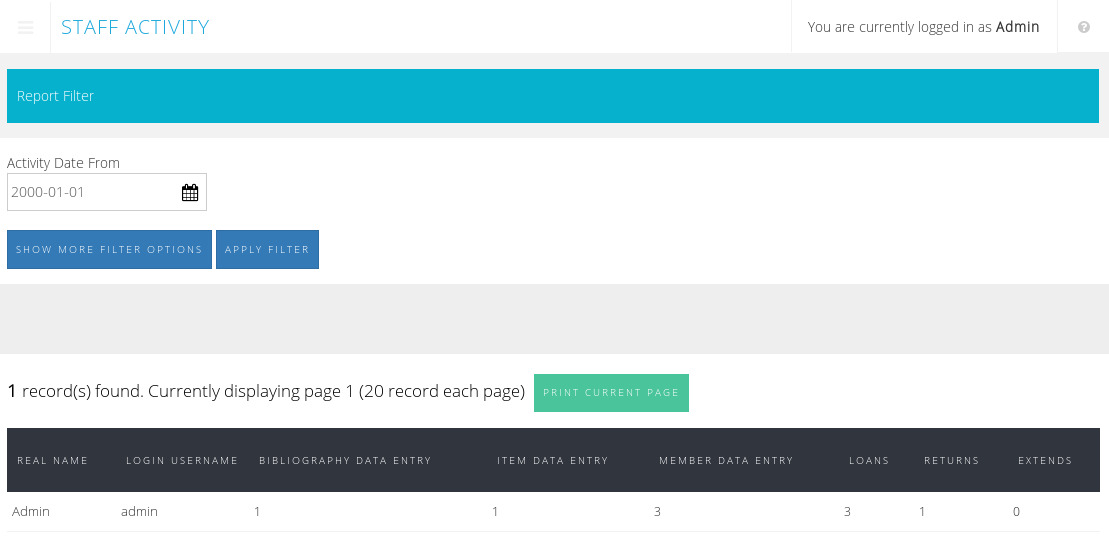 STAFF ACTIVITY
You are currently logged in as Admin
Report Filter
Activity Date From
2000-01-01
SHOW MORE FILTER OPTIONS APPLY FILTER
1 record(s) found. Currently displaying page 1 (20 record each page) PRINT CURRENT PAGE
REAL NAME LOGIN USERNAME BIBLIOGRAPHY DATA ENTRY ITEM DATA ENTRY MEMBER DATA ENTRY LOANS RETURNS EXTENDS
Admin admin 1 1 3 3 1 0